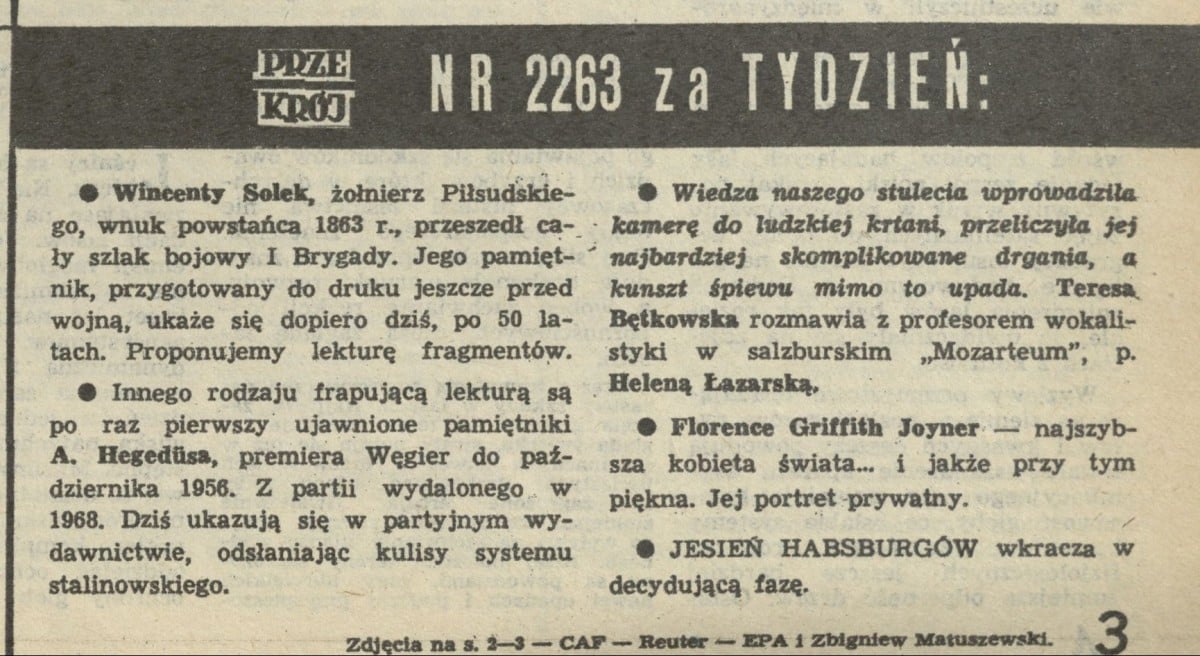 PRZE
KRÓJ
NR 2263 za TYDZIEŃ:
● Wincenty Solek, żołnierz Piłsudskie-
go, wnuk powstańca 1863 r., przeszedł ca-
ły szlak bojowy I Brygady. Jego pamięt-
nik, przygotowany do druku jeszcze przed
wojną, ukaże się dopiero dziś, po 50 la-
tach. Proponujemy lekturę fragmentów.
● Innego rodzaju frapującą lekturą są
po raz pierwszy ujawnione pamiętniki
A. Hegedüsa, premiera Węgier do paź-
dziernika 1956. Z partii wydalonego w
1968. Dziś ukazują się w partyjnym wy-
dawnictwie, odsłaniając kulisy systemu
stalinowskiego.
● Wiedza naszego stulecia wprowadziła
kamerę do ludzkiej krtani, przeliczyła jej
najbardziej skomplikowane drgania, a
kunszt śpiewu mimo to upada. Teresa
Bętkowska rozmawia z profesorem wokali-
styki w salzburskim „Mozarteum”, p.
Heleną Łazarską.
● Florence Griffith Joyner — najszyb-
sza kobieta świata... i jakże przy tym
piękna. Jej portret prywatny.
● JESIEŃ HABSBURGÓW wkracza w
decydującą fazę.
Zdjęcia na s. 2—3 — CAF — Reuter — EPA i Zbigniew Matuszewski.
3